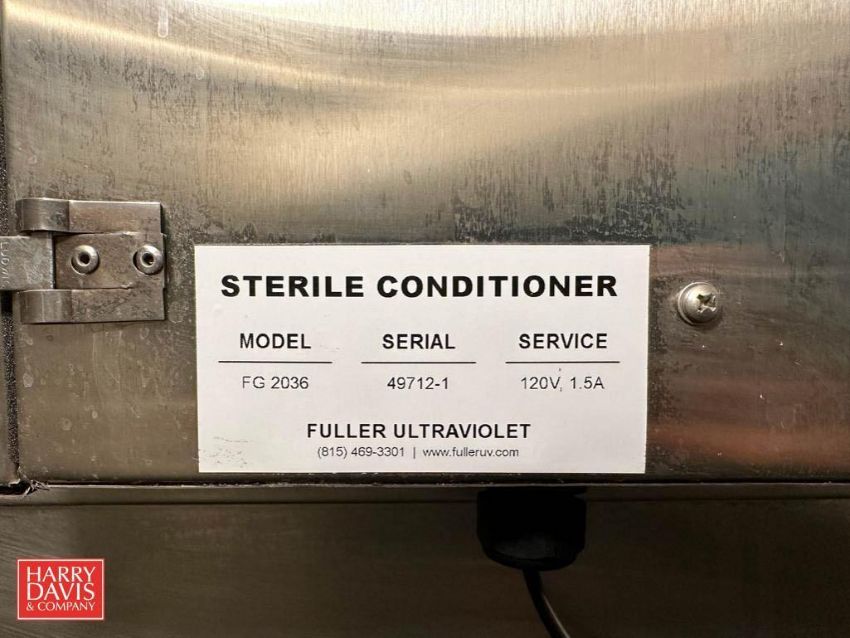 STERILE CONDITIONER
MODEL SERIAL SERVICE
FG 2036 49712-1 120V, 1.5A
FULLER ULTRAVIOLET
(815) 469-3301 | www.fulleruv.com
HARRY
DAVIS
& COMPANY